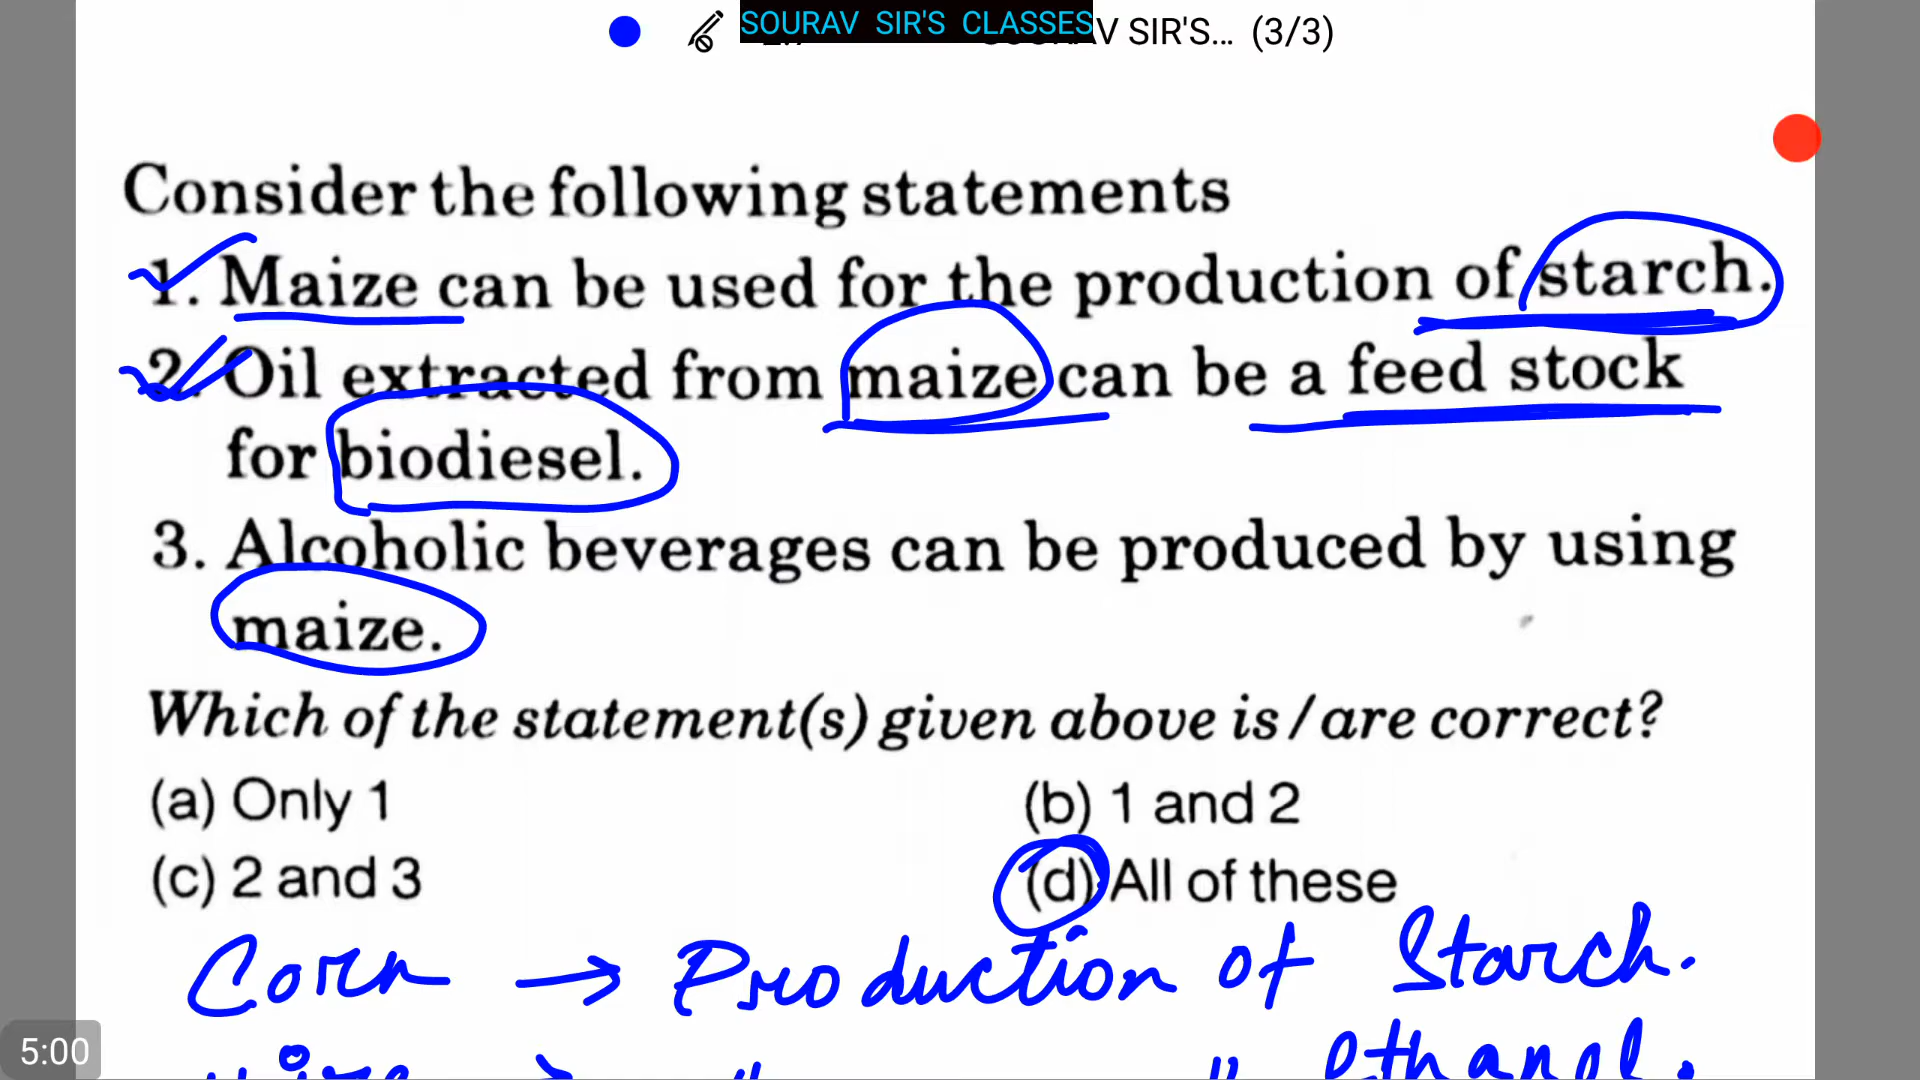 SOURAV SIR'S CLASSES
V SIR'S... (3/3)
Consider the following statements
1. Maize can be used for the production of starch.
2. Oil extracted from maize can be a feed stock
for biodiesel.
3. Alcoholic beverages can be produced by using
maize.
Which of the statement(s) given above is/are correct?
(a) Only 1
(b) 1 and 2
(c) 2 and 3
(d) All of these
Corn → Production of Starch.
→ " " ethanol.
5:00